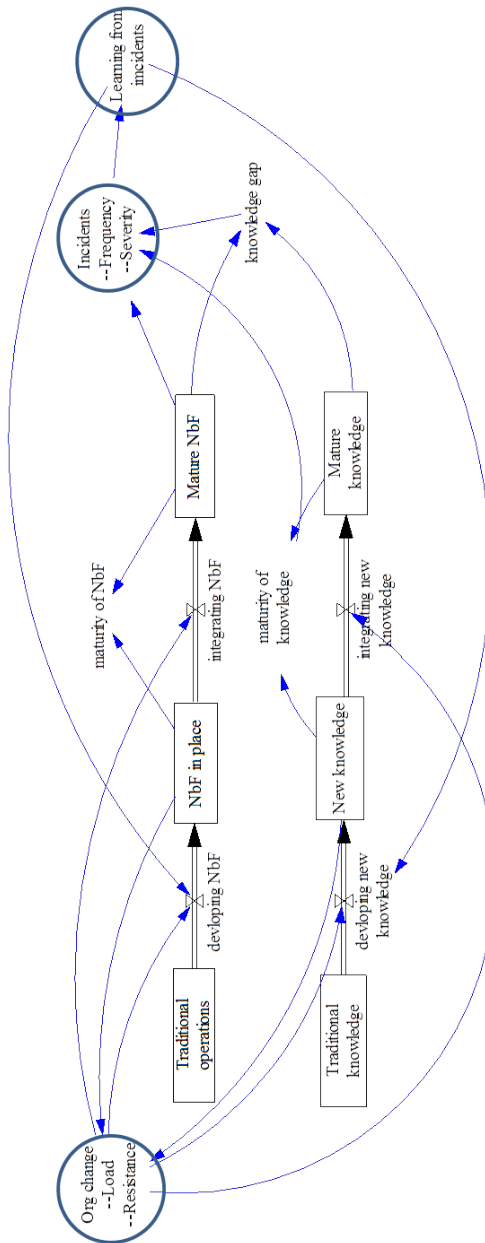 Org change
--Load
--Resistance
Incidents
--Frequency
--Severity
Learning from
imcidents
maturity of NbF
Traditional
operations
devloping NbF
NbF in place
integrating NbF
Mature NbF
knowledge gap
maturity of
knowledge
Traditional
knowledge
devloping new
knowledge
New knowledge
integrating new
knowledge
Mature
knowledge